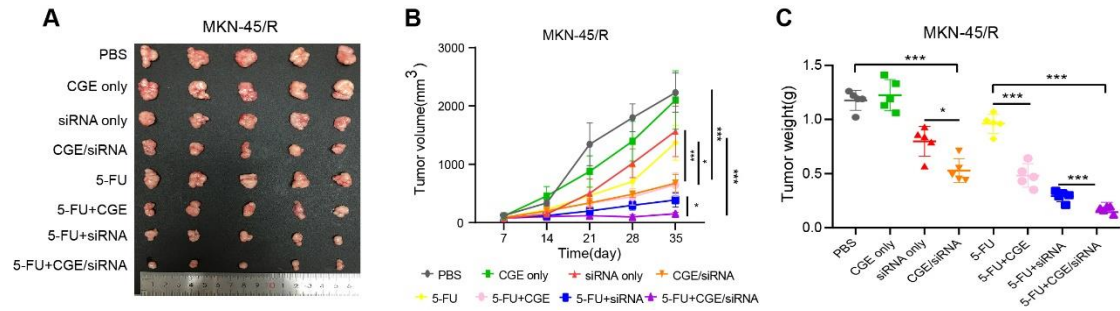 A
MKN-45/R
PBS
CGE only
siRNA only
CGE/siRNA
5-FU
5-FU+CGE
5-FU+siRNA
5-FU+CGE/siRNA
B
MKN-45/R
Tumor volume(mm3)
3000
2000
1000
0
7 14 21 28 35
Time(day)
*** * *** *** *
PBS CGE only siRNA only CGE/siRNA
5-FU 5-FU+CGE 5-FU+siRNA 5-FU+CGE/siRNA
C
MKN-45/R
Tumor weight(g)
1.5
1.0
0.5
0.0
***
***
***
*
***
PBS
CGE only
siRNA only
CGE/siRNA
5-FU
5-FU+CGE
5-FU+siRNA
5-FU+CGE/siRNA